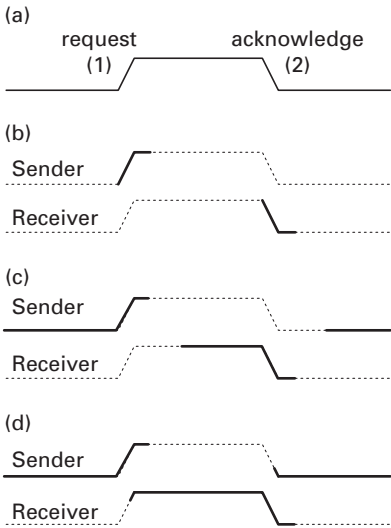 (a)
request acknowledge
(1) (2)
(b)
Sender
Receiver
(c)
Sender
Receiver
(d)
Sender
Receiver